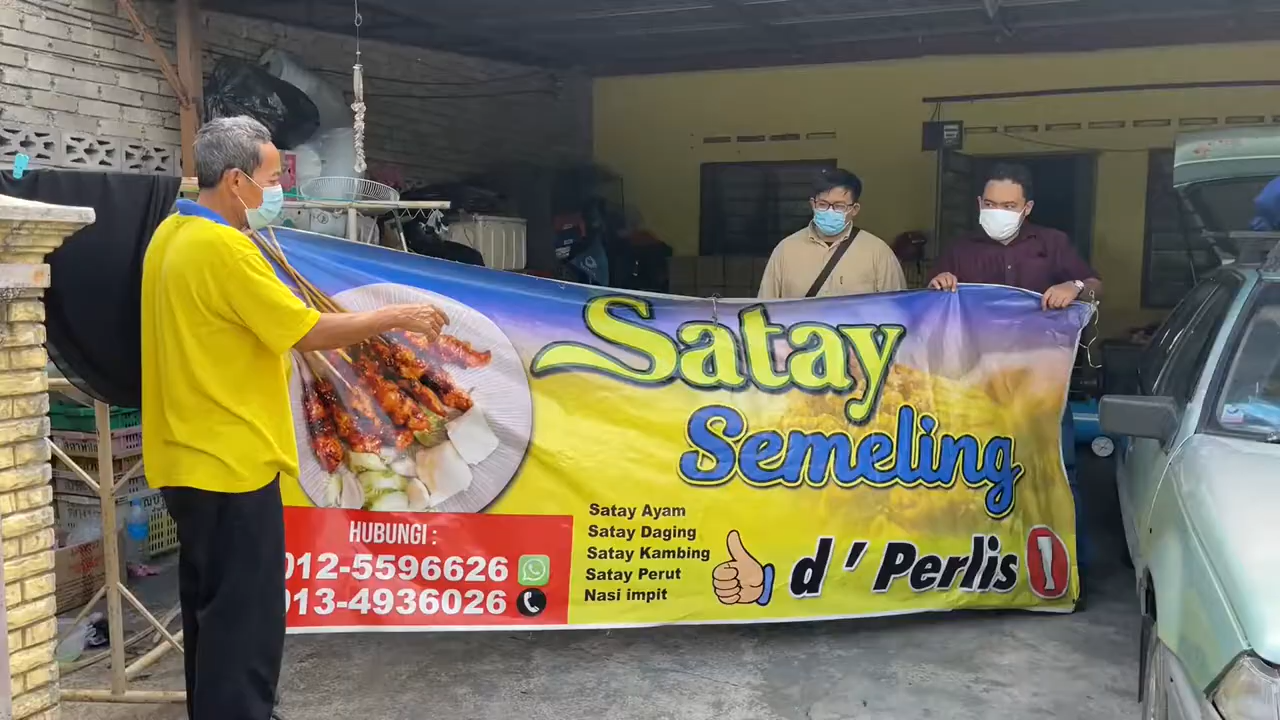 Satay
Semeling
d' Perlis !
Satay Ayam
Satay Daging
Satay Kambing
Satay Perut
Nasi impit
HUBUNGI :
012-5596626
013-4936026